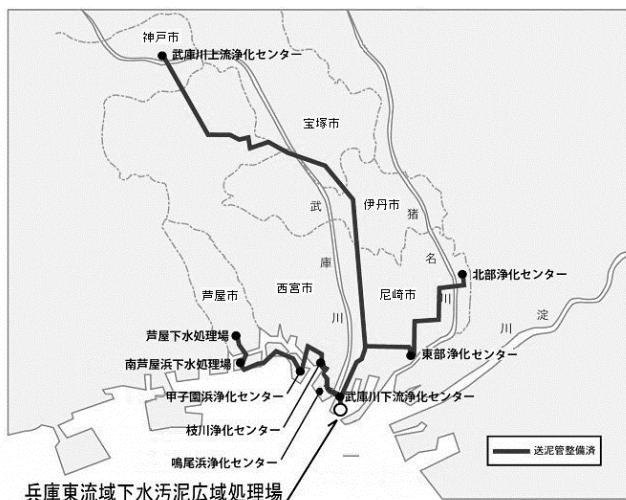 神戸市
武庫川上流浄化センター
宝塚市
伊丹市
武庫川
猪名川
北部浄化センター
芦屋市
西宮市
尼崎市
淀川
芦屋下水処理場
南芦屋浜下水処理場
東部浄化センター
甲子園浜浄化センター
武庫川下流浄化センター
枝川浄化センター
鳴尾浜浄化センター
送泥管整備済
兵庫東流域下水汚泥広域処理場